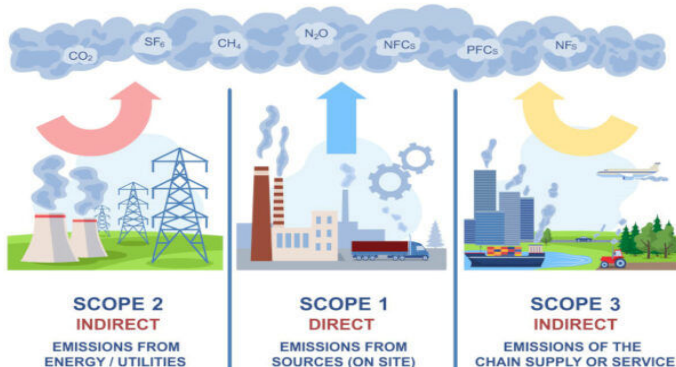 CO₂
SF₆
CH₄
N₂O
NFCs
PFCs
NFs
SCOPE 2
INDIRECT
EMISSIONS FROM
ENERGY / UTILITIES
SCOPE 1
DIRECT
EMISSIONS FROM
SOURCES (ON SITE)
SCOPE 3
INDIRECT
EMISSIONS OF THE
CHAIN SUPPLY OR SERVICE